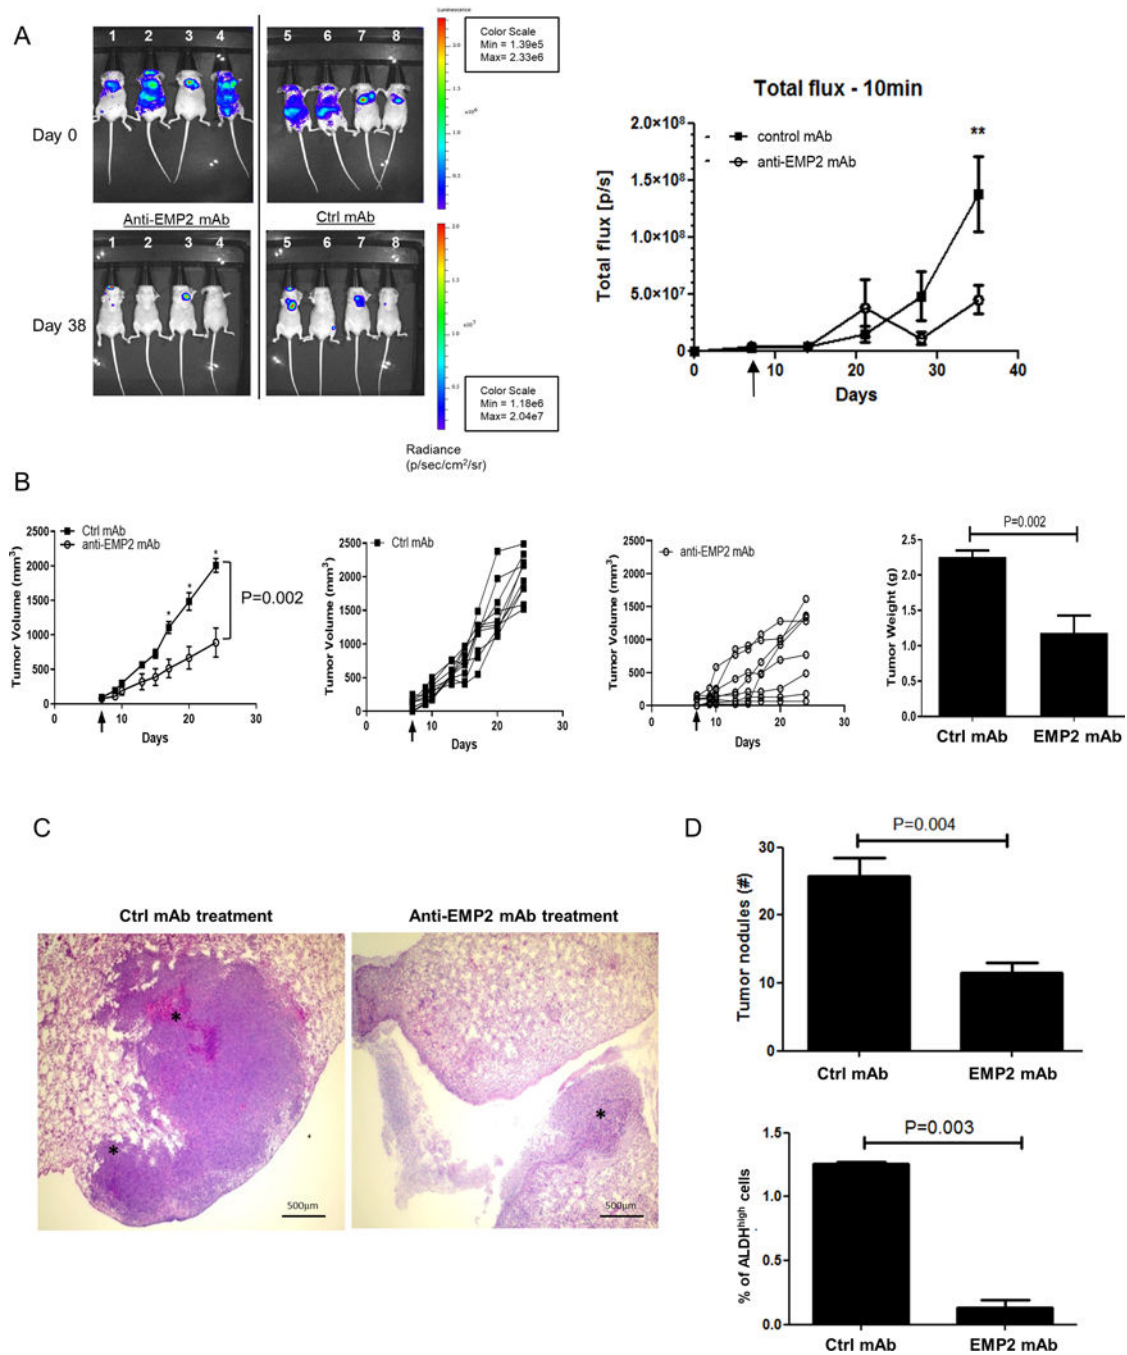 A
Luminescence
1 2 3 4 5 6 7 8
Color Scale
Min = 1.39e5
Max= 2.33e6
Day 0
Anti-EMP2 mAb
Ctrl mAb
1 2 3 4 5 6 7 8
Day 38
Color Scale
Min = 1.18e6
Max= 2.04e7
Radiance
(p/sec/cm²/sr)
Total flux - 10min
control mAb
anti-EMP2 mAb
**
2.0×10⁸
1.5×10⁸
1.0×10⁸
5.0×10⁷
0
Total flux [p/s]
0 10 20 30 40
Days
B
Ctrl mAb
anti-EMP2 mAb
2500
2000
1500
1000
500
0
Tumor Volume (mm³)
* * *
P=0.002
0 10 20 30
Days
Ctrl mAb
2500
2000
1500
1000
500
0
Tumor Volume (mm³)
0 10 20 30
Days
anti-EMP2 mAb
2500
2000
1500
1000
500
0
Tumor Volume (mm³)
0 10 20 30
Days
P=0.002
2.5
2.0
1.5
1.0
0.5
0.0
Tumor Weight (g)
Ctrl mAb EMP2 mAb
C
Ctrl mAb treatment
Anti-EMP2 mAb treatment
*
*
*
500µm
500µm
D
P=0.004
30
20
10
0
Tumor nodules (#)
Ctrl mAb EMP2 mAb
P=0.003
1.5
1.0
0.5
0.0
% of ALDHʰⁱᵍʰ cells
Ctrl mAb EMP2 mAb